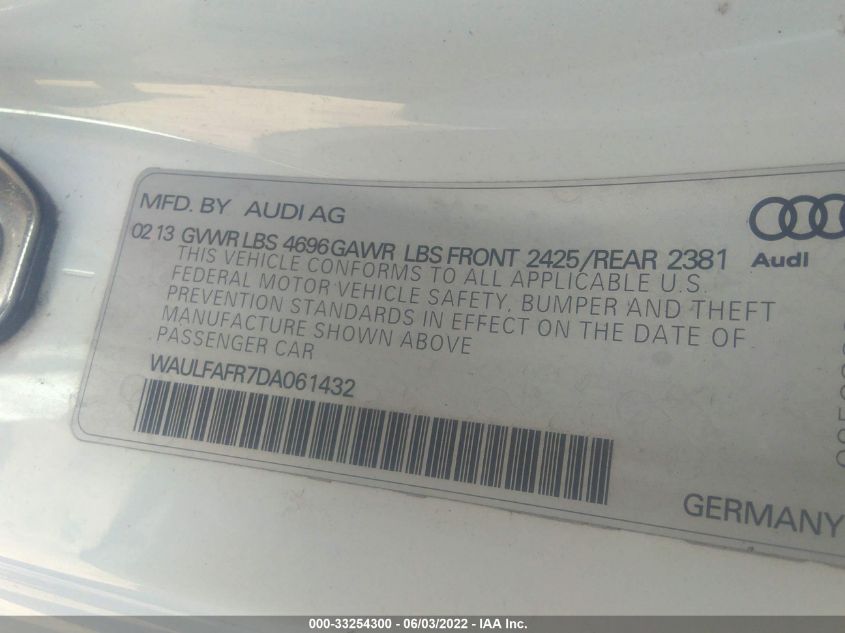 MFD. BY AUDI AG
02 13 GVWR LBS 4696 GAWR LBS FRONT 2425/REAR 2381
THIS VEHICLE CONFORMS TO ALL APPLICABLE U.S.
FEDERAL MOTOR VEHICLE SAFETY, BUMPER AND THEFT
PREVENTION STANDARDS IN EFFECT ON THE DATE OF
MANUFACTURE SHOWN ABOVE
PASSENGER CAR
WAULFAFR7DA061432
Audi
GERMANY
000-33254300 - 06/03/2022 - IAA Inc.